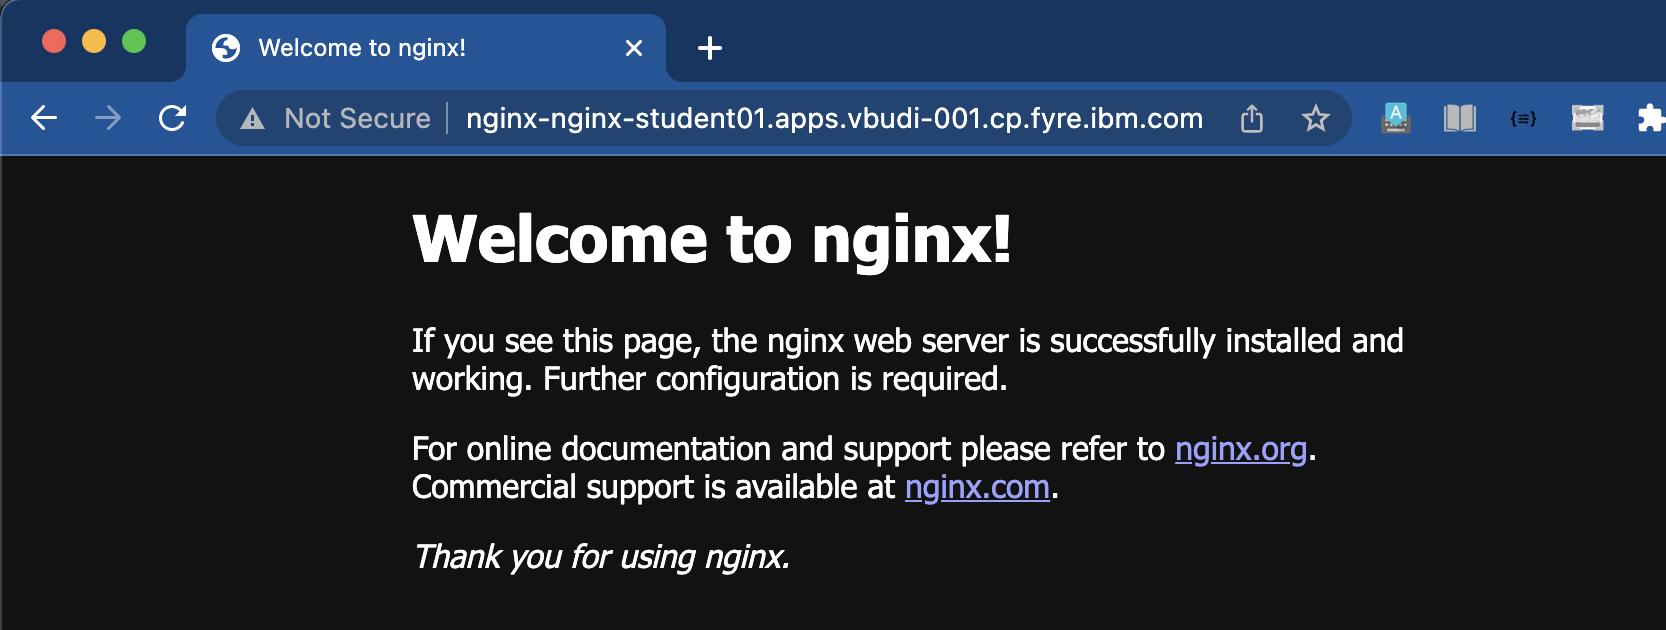 Welcome to nginx!
Not Secure
nginx-nginx-student01.apps.vbudi-001.cp.fyre.ibm.com
A
{≡}
Welcome to nginx!
If you see this page, the nginx web server is successfully installed and
working. Further configuration is required.
For online documentation and support please refer to nginx.org.
Commercial support is available at nginx.com.
Thank you for using nginx.